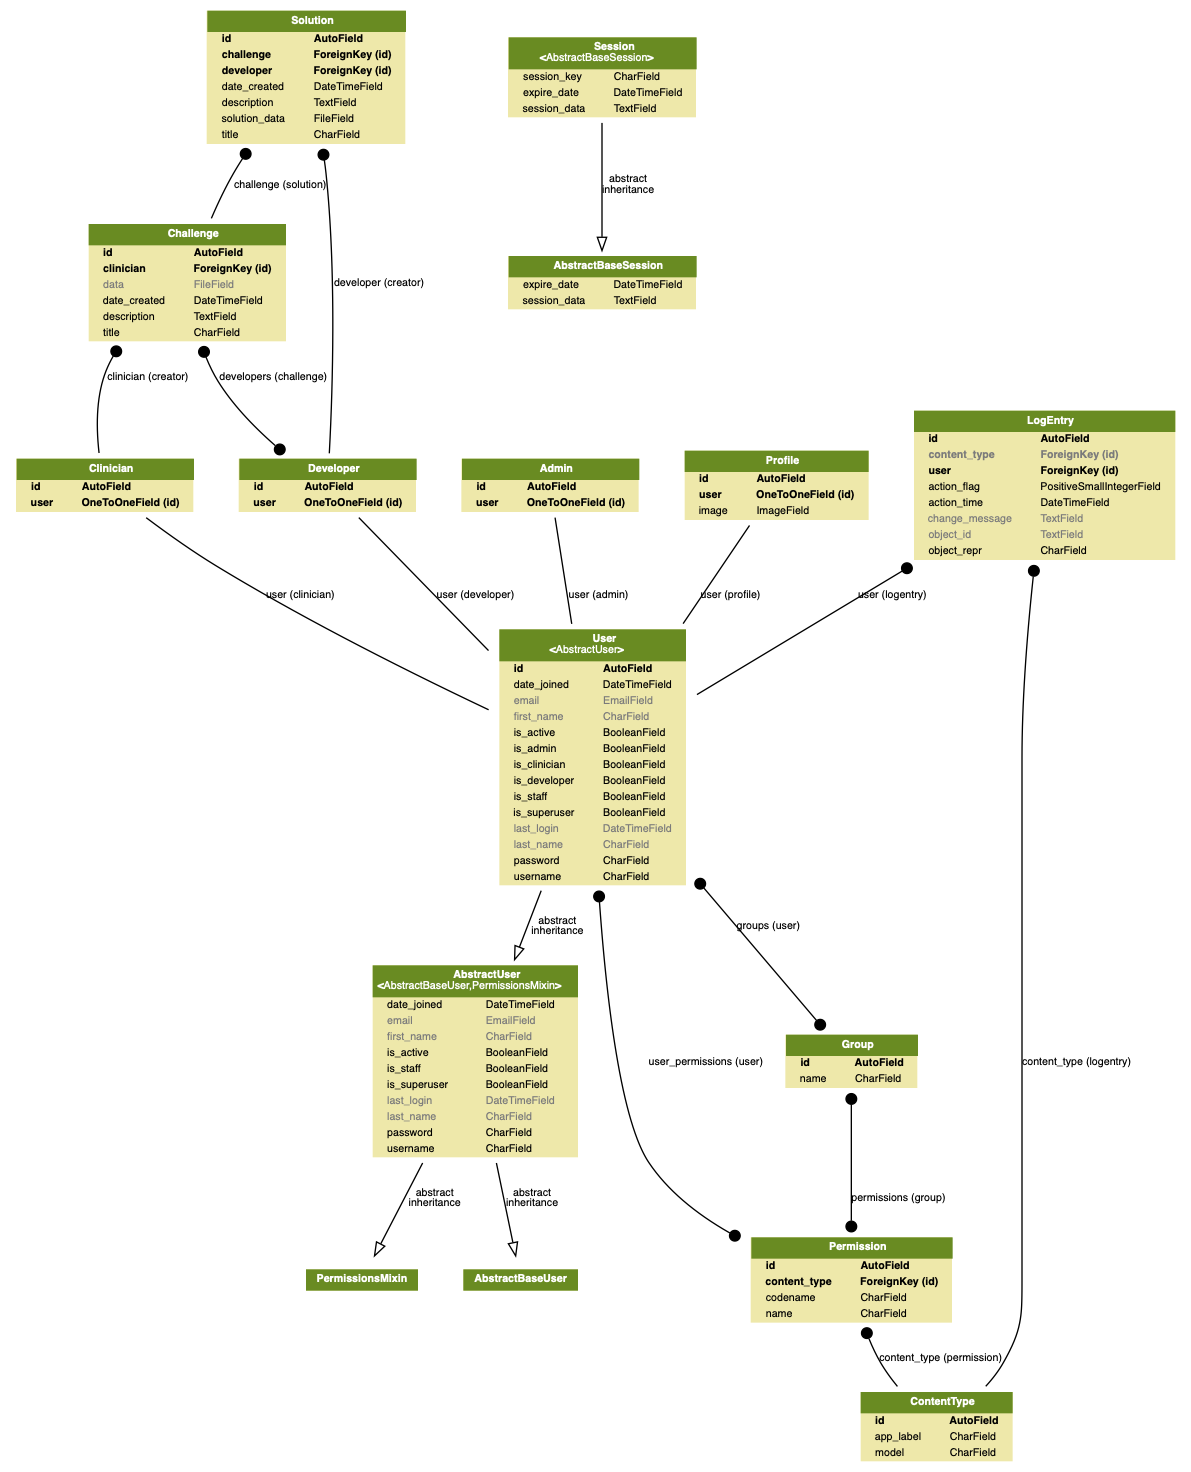 Solution
id AutoField
challenge ForeignKey (id)
developer ForeignKey (id)
date_created DateTimeField
description TextField
solution_data FileField
title CharField
Session
<AbstractBaseSession>
session_key CharField
expire_date DateTimeField
session_data TextField
challenge (solution)
abstract
inheritance
Challenge
id AutoField
clinician ForeignKey (id)
data FileField
date_created DateTimeField
description TextField
title CharField
developer (creator)
AbstractBaseSession
expire_date DateTimeField
session_data TextField
clinician (creator)
developers (challenge)
Clinician
id AutoField
user OneToOneField (id)
Developer
id AutoField
user OneToOneField (id)
Admin
id AutoField
user OneToOneField (id)
Profile
id AutoField
user OneToOneField (id)
image ImageField
LogEntry
id AutoField
content_type ForeignKey (id)
user ForeignKey (id)
action_flag PositiveSmallIntegerField
action_time DateTimeField
change_message TextField
object_id TextField
object_repr CharField
user (clinician)
user (developer)
user (admin)
user (profile)
user (logentry)
User
<AbstractUser>
id AutoField
date_joined DateTimeField
email EmailField
first_name CharField
is_active BooleanField
is_admin BooleanField
is_clinician BooleanField
is_developer BooleanField
is_staff BooleanField
is_superuser BooleanField
last_login DateTimeField
last_name CharField
password CharField
username CharField
abstract
inheritance
groups (user)
AbstractUser
<AbstractBaseUser,PermissionsMixin>
date_joined DateTimeField
email EmailField
first_name CharField
is_active BooleanField
is_staff BooleanField
is_superuser BooleanField
last_login DateTimeField
last_name CharField
password CharField
username CharField
user_permissions (user)
Group
id AutoField
name CharField
content_type (logentry)
abstract
inheritance
abstract
inheritance
permissions (group)
PermissionsMixin
AbstractBaseUser
Permission
id AutoField
content_type ForeignKey (id)
codename CharField
name CharField
content_type (permission)
ContentType
id AutoField
app_label CharField
model CharField